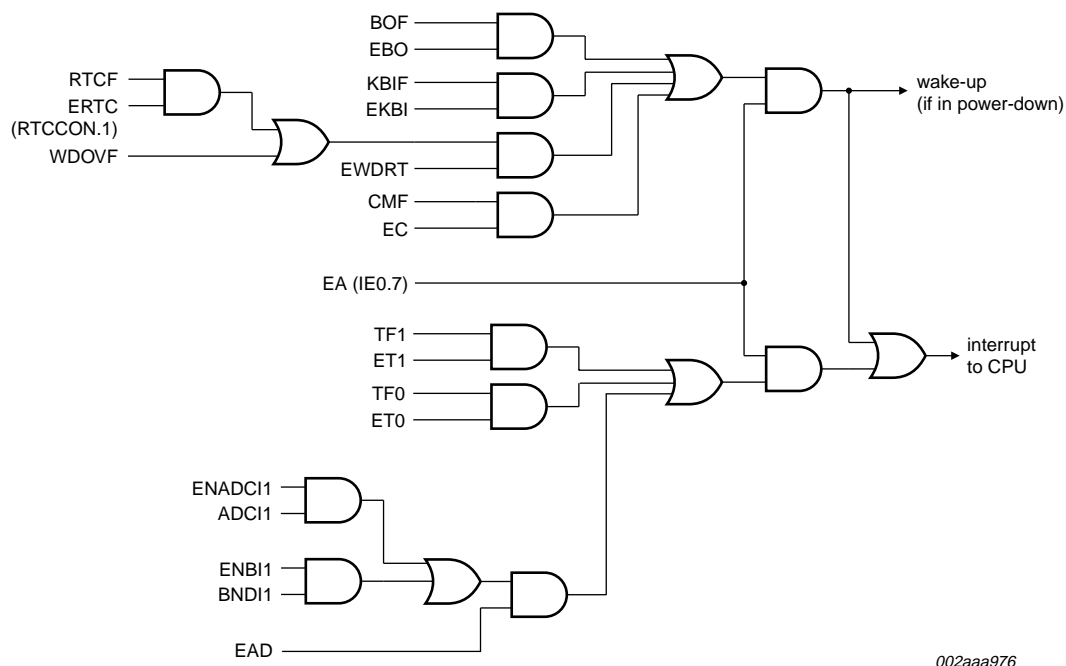 BOF
EBO
RTCF
KBIF
wake-up
(if in power-down)
ERTC
(RTCCON.1)
EKBI
WDOVF
EWDRT
CMF
EC
EA (IE0.7)
TF1
ET1
interrupt
to CPU
TF0
ET0
ENADCI1
ADCI1
ENBI1
BNDI1
EAD
002aaa976